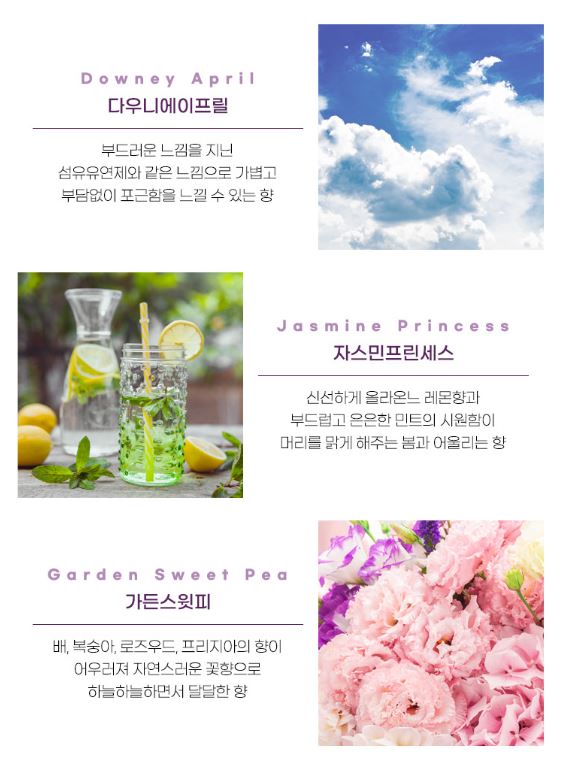 Downey April
다우니에이프릴
부드러운 느낌을 지닌
섬유유연제와 같은 느낌으로 가볍고
부담없이 포근함을 느낄 수 있는 향
Jasmine Princess
자스민프린세스
신선하게 올라온느 레몬향과
부드럽고 은은한 민트의 시원함이
머리를 맑게 해주는 봄과 어울리는 향
Garden Sweet Pea
가든스윗피
배, 복숭아, 로즈우드, 프리지아의 향이
어우러져 자연스러운 꽃향으로
하늘하늘하면서 달달한 향